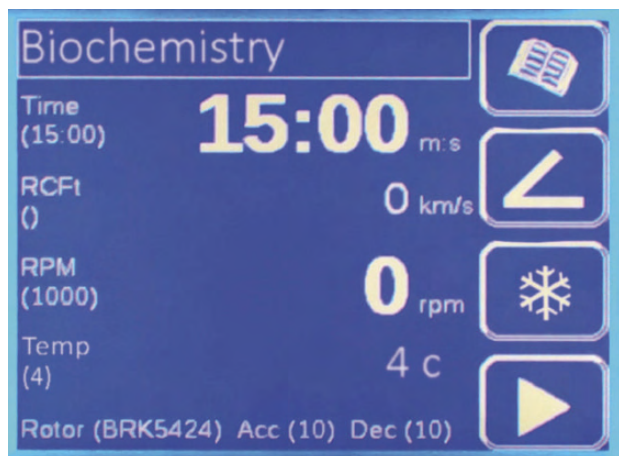 Biochemistry
Time
(15:00)
15:00 m:s
RCFt
()
0 km/s
RPM
(1000)
0 rpm
Temp
(4)
4 c
Rotor (BRK5424) Acc (10) Dec (10)